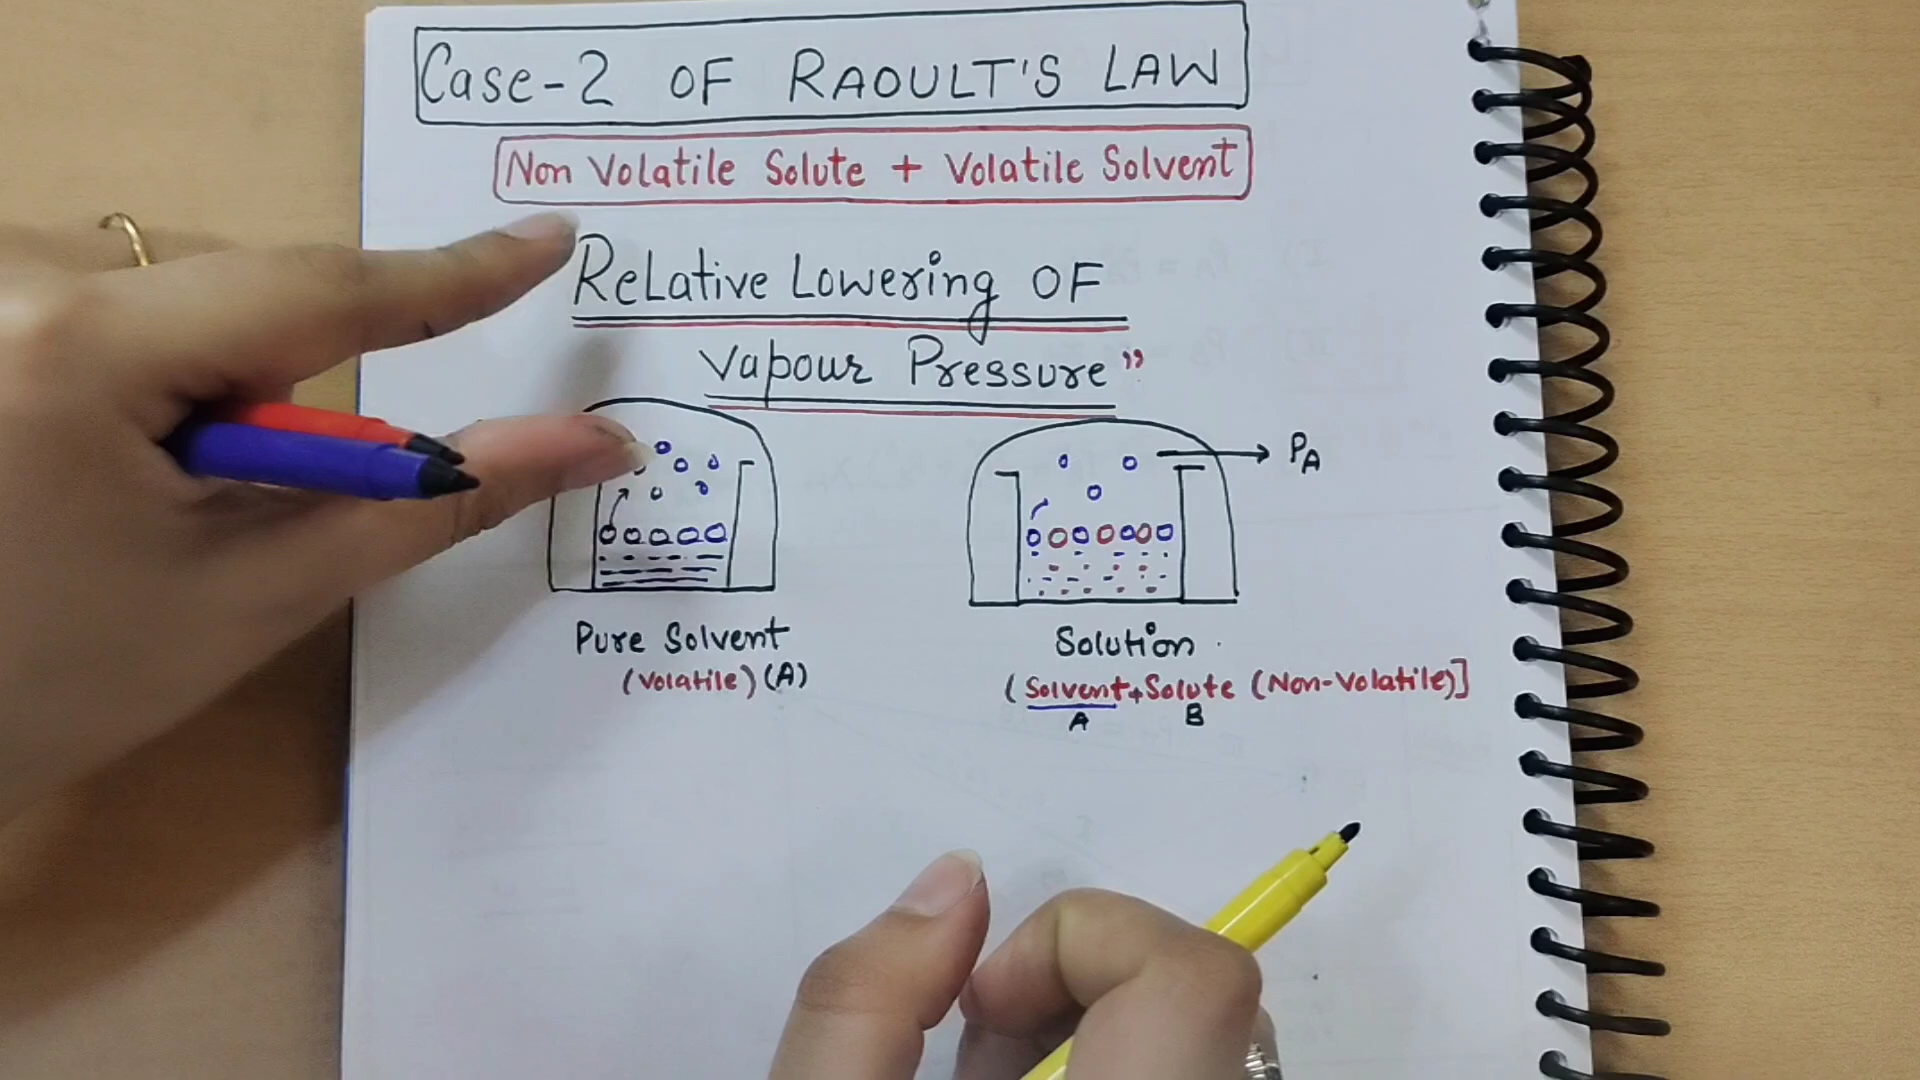 Case-2 OF RAOULT'S LAW
Non Volatile Solute + Volatile Solvent
Relative Lowering OF
Vapour Pressure”
PA
Pure Solvent
(Volatile) (A)
Solution
(Solvent+Solute (Non-Volatile)]
A B